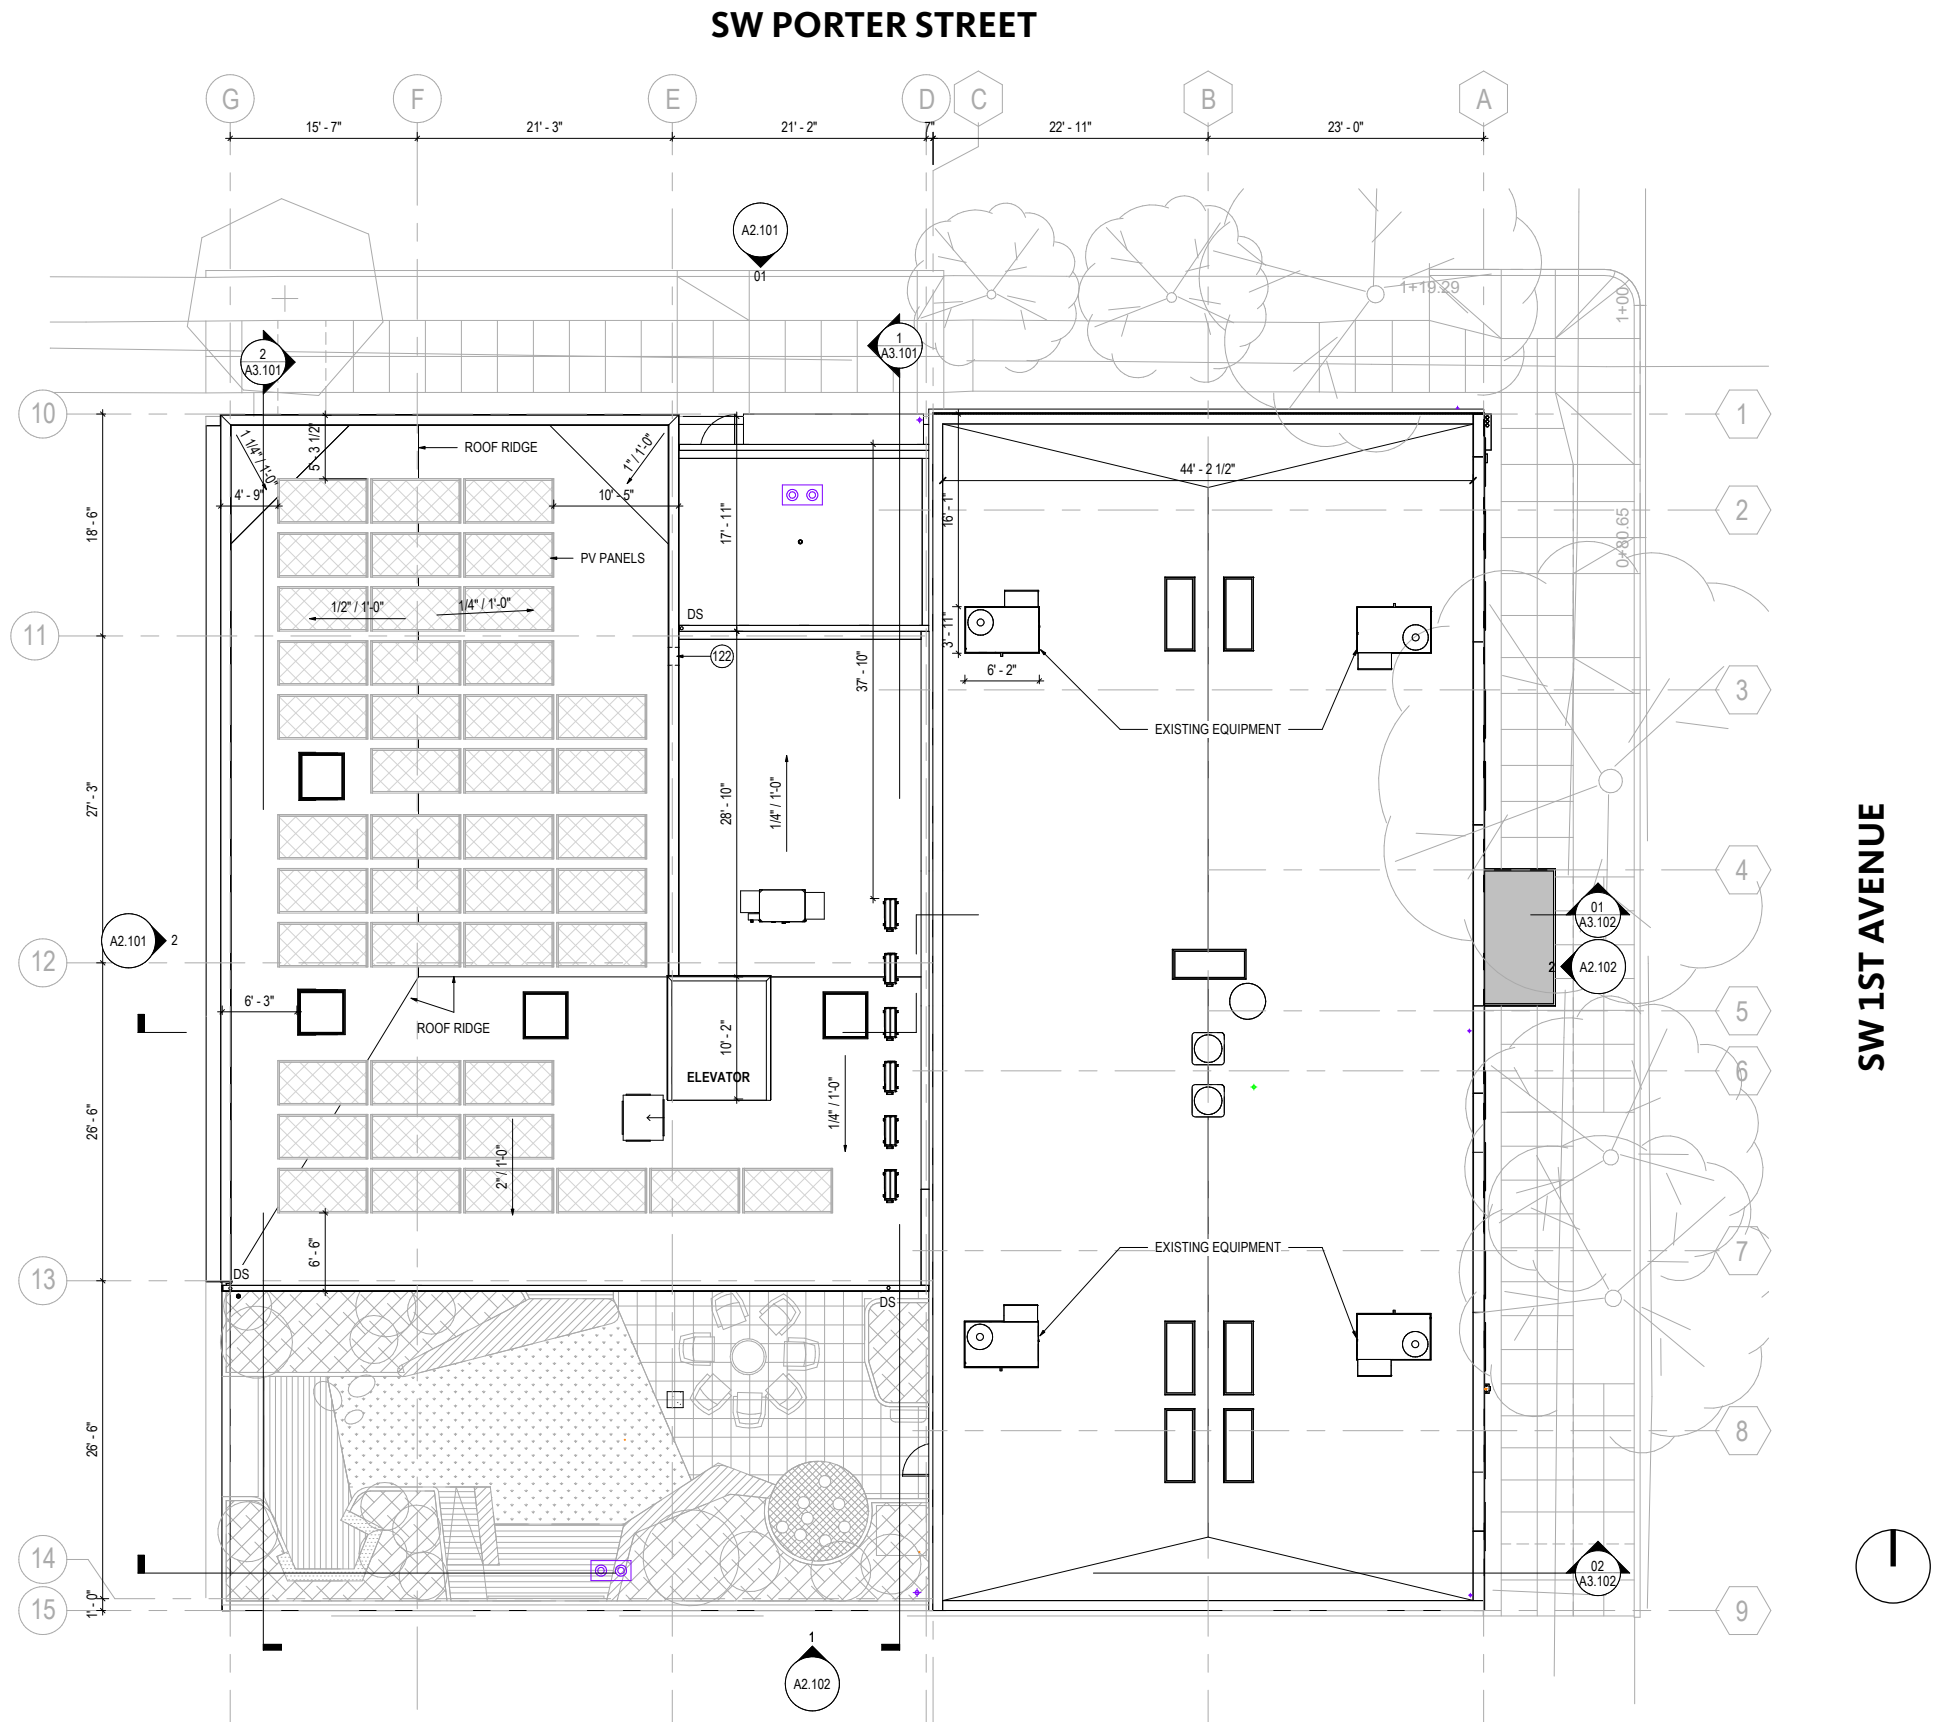 SW PORTER STREET
G
F
E
D
C
B
A
15' - 7"
21' - 3"
21' - 2"
7"
22' - 11"
23' - 0"
A2.101
01
1+19.29
1+00
2
A3.101
1
A3.101
10
1
ROOF RIDGE
1 1/4" / 1'-0"
5' - 3 1/2"
1" / 1'-0"
44' - 2 1/2"
4' - 9"
10' - 5"
18' - 6"
17' - 11"
16' - 1"
2
0+80.65
PV PANELS
1/2" / 1'-0"
1/4" / 1'-0"
DS
11
122
3' - 11"
37' - 10"
6' - 2"
3
EXISTING EQUIPMENT
27' - 3"
28' - 10"
1/4" / 1'-0"
4
SW 1ST AVENUE
01
A3.102
A2.101
2
12
2
A2.102
6' - 3"
5
ROOF RIDGE
10' - 2"
ELEVATOR
6
26' - 6"
1/4" / 1'-0"
2" / 1'-0"
6' - 6"
EXISTING EQUIPMENT
7
13
DS
DS
26' - 6"
8
14
02
A3.102
1' - 0"
15
9
1
A2.102